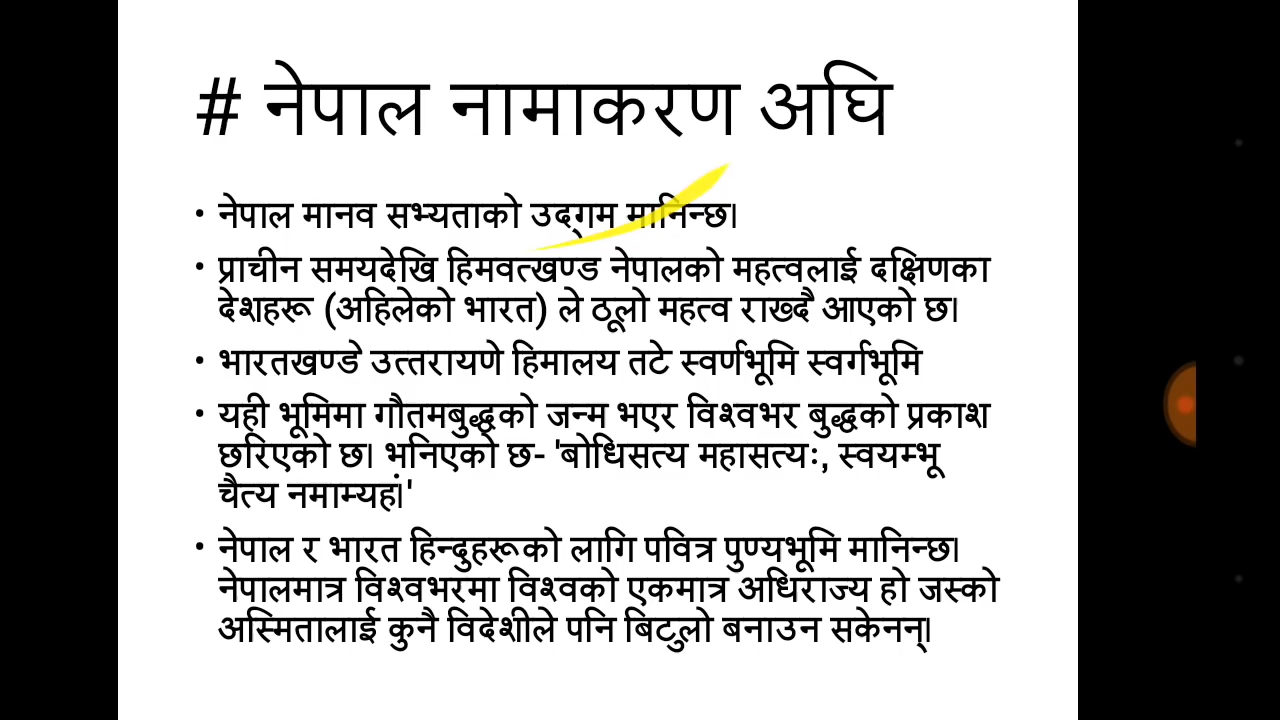 # नेपाल नामाकरण अघि
• नेपाल मानव सभ्यताको उद्‌गम मानिन्छ।
• प्राचीन समयदेखि हिमवत्खण्ड नेपालको महत्वलाई दक्षिणका
देशहरू (अहिलेको भारत) ले ठूलो महत्व राख्दै आएको छ।
• भारतखण्डे उत्तरायणे हिमालय तटे स्वर्णभूमि स्वर्गभूमि
• यही भूमिमा गौतमबुद्धको जन्म भएर विश्वभर बुद्धको प्रकाश
छरिएको छ। भनिएको छ- 'बोधिसत्य महासत्यः, स्वयम्भू
चैत्य नमाम्यहं।'
• नेपाल र भारत हिन्दुहरूको लागि पवित्र पुण्यभूमि मानिन्छ।
नेपालमात्र विश्वभरमा विश्वको एकमात्र अधिराज्य हो जस्को
अस्मितालाई कुनै विदेशीले पनि बिटुलो बनाउन सकेनन्।